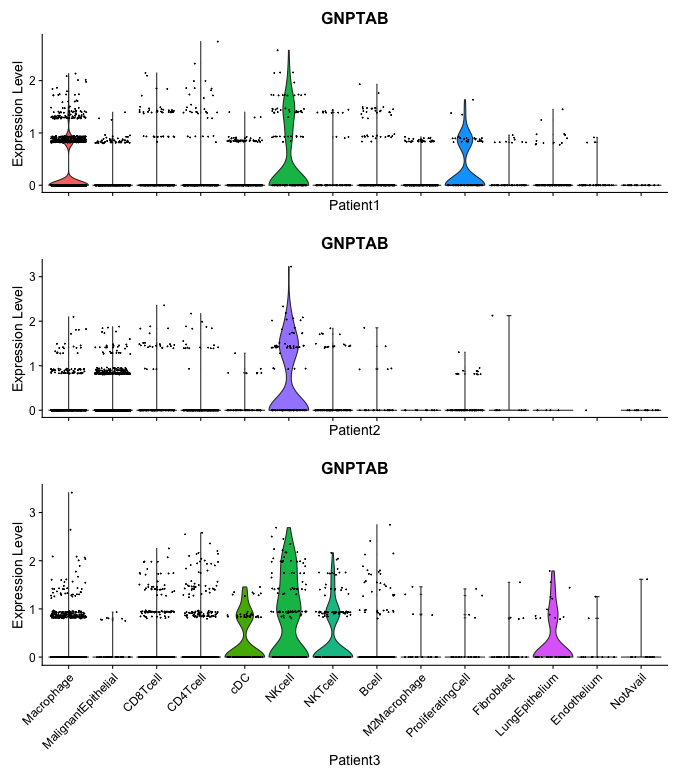 GNPTAB
Expression Level
2
1
0
Patient1
GNPTAB
Expression Level
3
2
1
0
Patient2
GNPTAB
Expression Level
3
2
1
0
Macrophage
MalignantEpithelial
CD8Tcell
CD4Tcell
cDC
NKcell
NKTcell
Bcell
M2Macrophage
ProliferatingCell
Fibroblast
LungEpithelium
Endothelium
NotAvail
Patient3